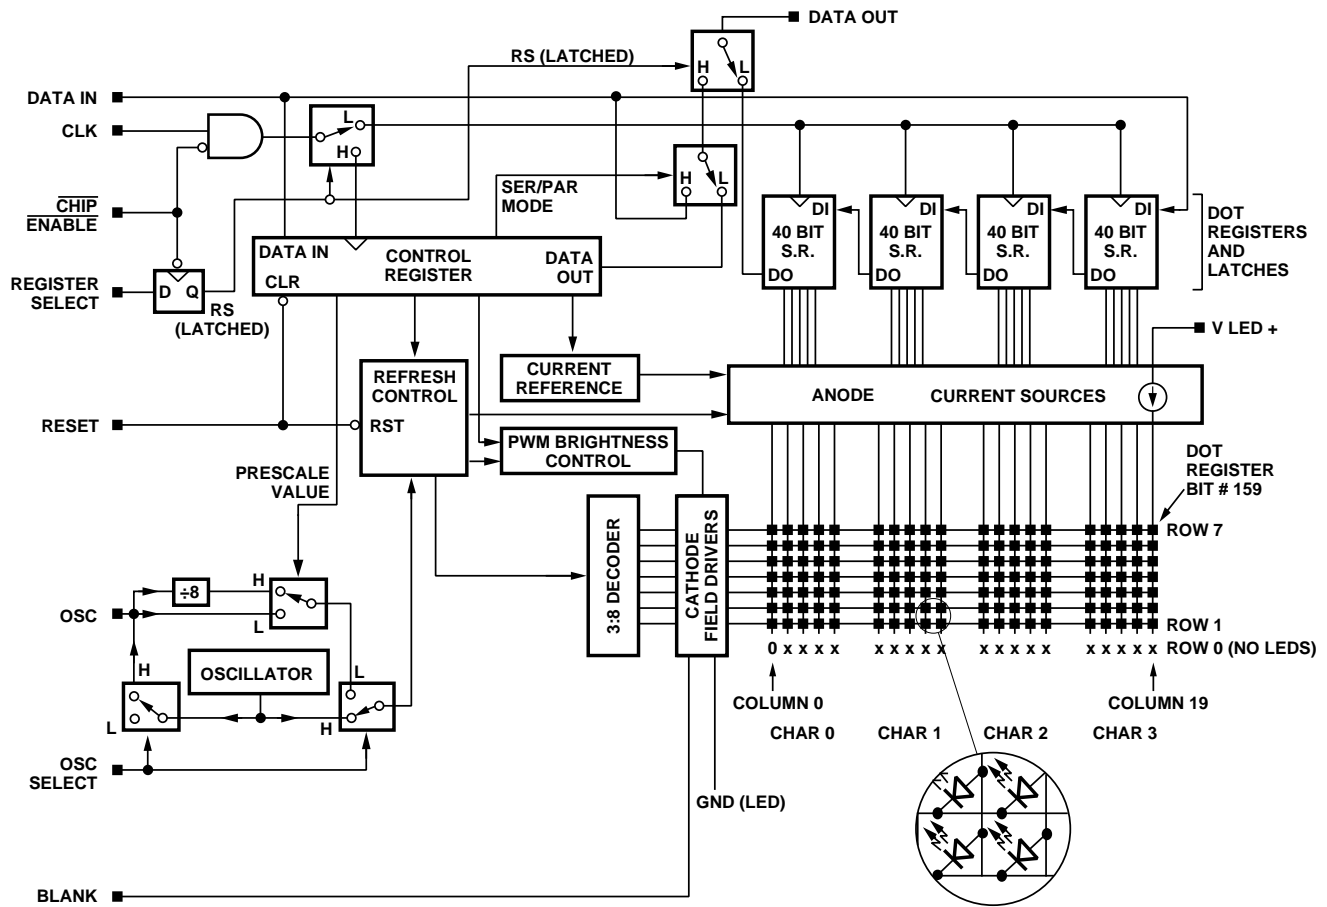 DATA OUT
RS (LATCHED)
H L
DATA IN
CLK
L
H
H L
SER/PAR
MODE
CHIP
ENABLE
DI DI DI DI
40 BIT
S.R.
40 BIT
S.R.
40 BIT
S.R.
40 BIT
S.R.
DO DO DO DO
DOT
REGISTERS
AND
LATCHES
DATA IN
CLR
CONTROL
REGISTER
DATA
OUT
REGISTER
SELECT
D Q
RS
(LATCHED)
V LED +
REFRESH
CONTROL
RST
CURRENT
REFERENCE
ANODE CURRENT SOURCES
RESET
PWM BRIGHTNESS
CONTROL
PRESCALE
VALUE
DOT
REGISTER
BIT # 159
3:8 DECODER
CATHODE
FIELD DRIVERS
ROW 7
ROW 1
ROW 0 (NO LEDS)
0 x x x x x x x x x x x x x x x x x x x
÷8
H
L
OSC
H
L
OSCILLATOR
L
H
COLUMN 0
COLUMN 19
CHAR 0 CHAR 1 CHAR 2 CHAR 3
OSC
SELECT
GND (LED)
BLANK